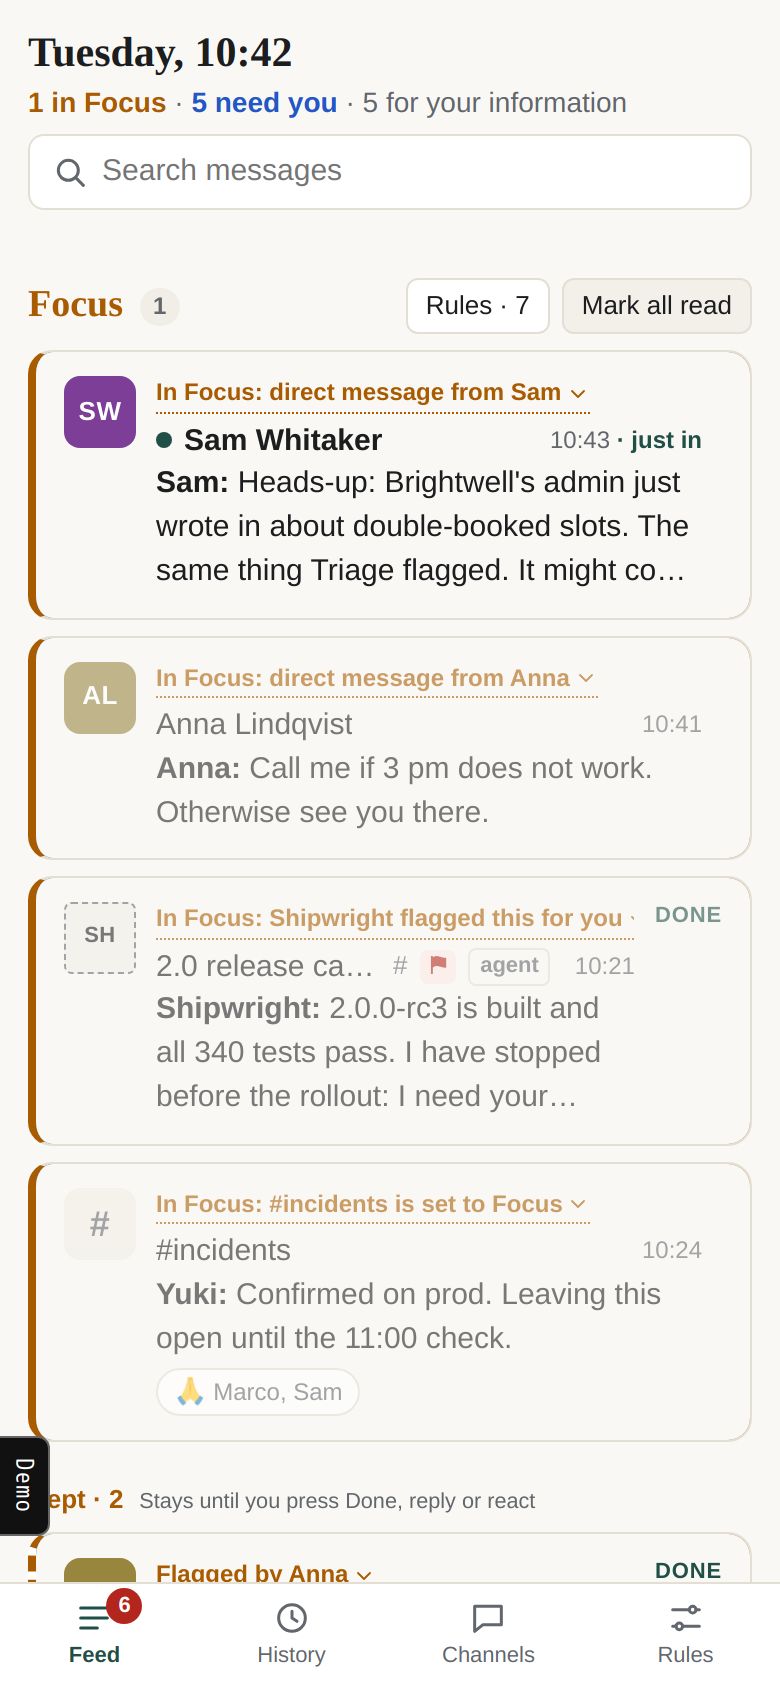 Tuesday, 10:42
1 in Focus · 5 need you · 5 for your information
Search messages
Focus 1
Rules · 7
Mark all read
SW
In Focus: direct message from Sam
Sam Whitaker 10:43 · just in
Sam: Heads-up: Brightwell's admin just
wrote in about double-booked slots. The
same thing Triage flagged. It might co…
AL
In Focus: direct message from Anna
Anna Lindqvist 10:41
Anna: Call me if 3 pm does not work.
Otherwise see you there.
SH
In Focus: Shipwright flagged this for you
DONE
2.0 release ca… # agent 10:21
Shipwright: 2.0.0-rc3 is built and
all 340 tests pass. I have stopped
before the rollout: I need your…
#
In Focus: #incidents is set to Focus
#incidents 10:24
Yuki: Confirmed on prod. Leaving this
open until the 11:00 check.
🙏 Marco, Sam
Demo
ept · 2 Stays until you press Done, reply or react
Flagged by Anna
DONE
6
Feed
History
Channels
Rules